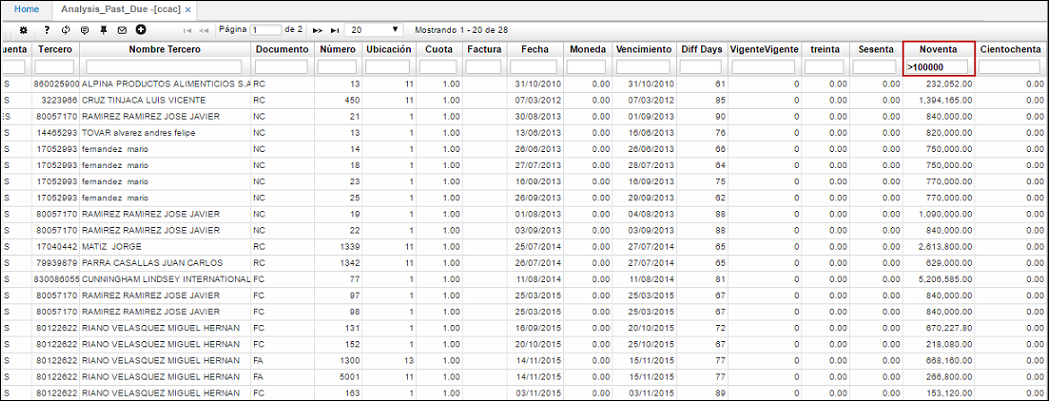 Home Analysis_Past_Due -[ccac] ×
? Página 1 de 2 20 Mostrando 1 - 20 de 28
uenta Tercero Nombre Tercero Documento Número Ubicación Cuota Factura Fecha Moneda Vencimiento Diff Days VigenteVigente treinta Sesenta Noventa Cientochenta
>100000
S 860025900 ALPINA PRODUCTOS ALIMENTICIOS S.A RC 13 11 1.00 31/10/2010 0.00 31/10/2010 61 0 0.00 0.00 232,052.00 0.00
S 3223966 CRUZ TINJACA LUIS VICENTE RC 450 11 1.00 07/03/2012 0.00 07/03/2012 85 0 0.00 0.00 1,394,165.00 0.00
ES 80057170 RAMIREZ RAMIREZ JOSE JAVIER NC 21 1 1.00 30/08/2013 0.00 01/09/2013 90 0 0.00 0.00 840,000.00 0.00
S 14465293 TOVAR alvarez andres felipe NC 13 1 1.00 13/06/2013 0.00 16/06/2013 76 0 0.00 0.00 820,000.00 0.00
S 17052993 fernandez mario NC 14 1 1.00 26/06/2013 0.00 26/06/2013 66 0 0.00 0.00 750,000.00 0.00
S 17052993 fernandez mario NC 18 1 1.00 27/07/2013 0.00 28/07/2013 64 0 0.00 0.00 750,000.00 0.00
S 17052993 fernandez mario NC 23 1 1.00 16/09/2013 0.00 16/09/2013 75 0 0.00 0.00 770,000.00 0.00
S 17052993 fernandez mario NC 25 1 1.00 26/09/2013 0.00 29/09/2013 62 0 0.00 0.00 770,000.00 0.00
S 80057170 RAMIREZ RAMIREZ JOSE JAVIER NC 19 1 1.00 01/08/2013 0.00 04/08/2013 88 0 0.00 0.00 1,090,000.00 0.00
S 80057170 RAMIREZ RAMIREZ JOSE JAVIER NC 22 1 1.00 03/09/2013 0.00 03/09/2013 88 0 0.00 0.00 840,000.00 0.00
S 17040442 MATIZ JORGE RC 1339 11 1.00 25/07/2014 0.00 27/07/2014 65 0 0.00 0.00 2,613,800.00 0.00
S 79939879 PARRA CASALLAS JUAN CARLOS RC 1342 11 1.00 26/07/2014 0.00 27/07/2014 65 0 0.00 0.00 629,000.00 0.00
S 830086055 CUNNINGHAM LINDSEY INTERNATIONAL FC 77 1 1.00 11/08/2014 0.00 11/08/2014 81 0 0.00 0.00 5,206,585.00 0.00
S 80057170 RAMIREZ RAMIREZ JOSE JAVIER FC 97 1 1.00 25/03/2015 0.00 25/03/2015 67 0 0.00 0.00 840,000.00 0.00
S 80057170 RAMIREZ RAMIREZ JOSE JAVIER FC 98 1 1.00 25/03/2015 0.00 25/03/2015 67 0 0.00 0.00 840,000.00 0.00
S 80122622 RIANO VELASQUEZ MIGUEL HERNAN FC 131 1 1.00 16/09/2015 0.00 20/10/2015 72 0 0.00 0.00 670,227.80 0.00
S 80122622 RIANO VELASQUEZ MIGUEL HERNAN FC 152 1 1.00 20/10/2015 0.00 25/10/2015 67 0 0.00 0.00 218,080.00 0.00
S 80122622 RIANO VELASQUEZ MIGUEL HERNAN FA 1300 13 1.00 14/11/2015 0.00 15/11/2015 77 0 0.00 0.00 668,160.00 0.00
S 80122622 RIANO VELASQUEZ MIGUEL HERNAN FA 5001 11 1.00 14/11/2015 0.00 15/11/2015 77 0 0.00 0.00 266,800.00 0.00
S 80122622 RIANO VELASQUEZ MIGUEL HERNAN FC 163 1 1.00 03/11/2015 0.00 03/11/2015 89 0 0.00 0.00 153,120.00 0.00